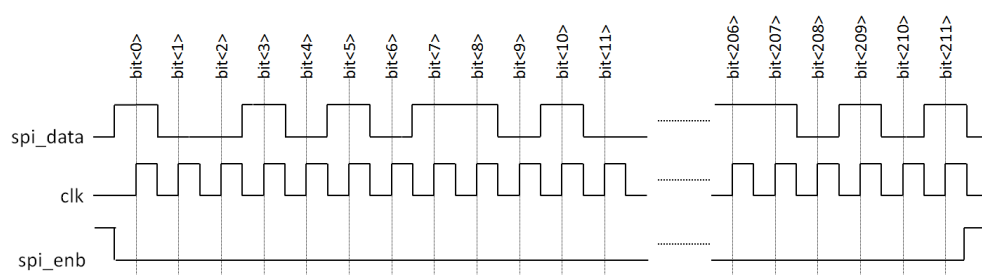 bit<0>
bit<1>
bit<2>
bit<3>
bit<4>
bit<5>
bit<6>
bit<7>
bit<8>
bit<9>
bit<10>
bit<11>
bit<206>
bit<207>
bit<208>
bit<209>
bit<210>
bit<211>
spi_data
clk
spi_enb